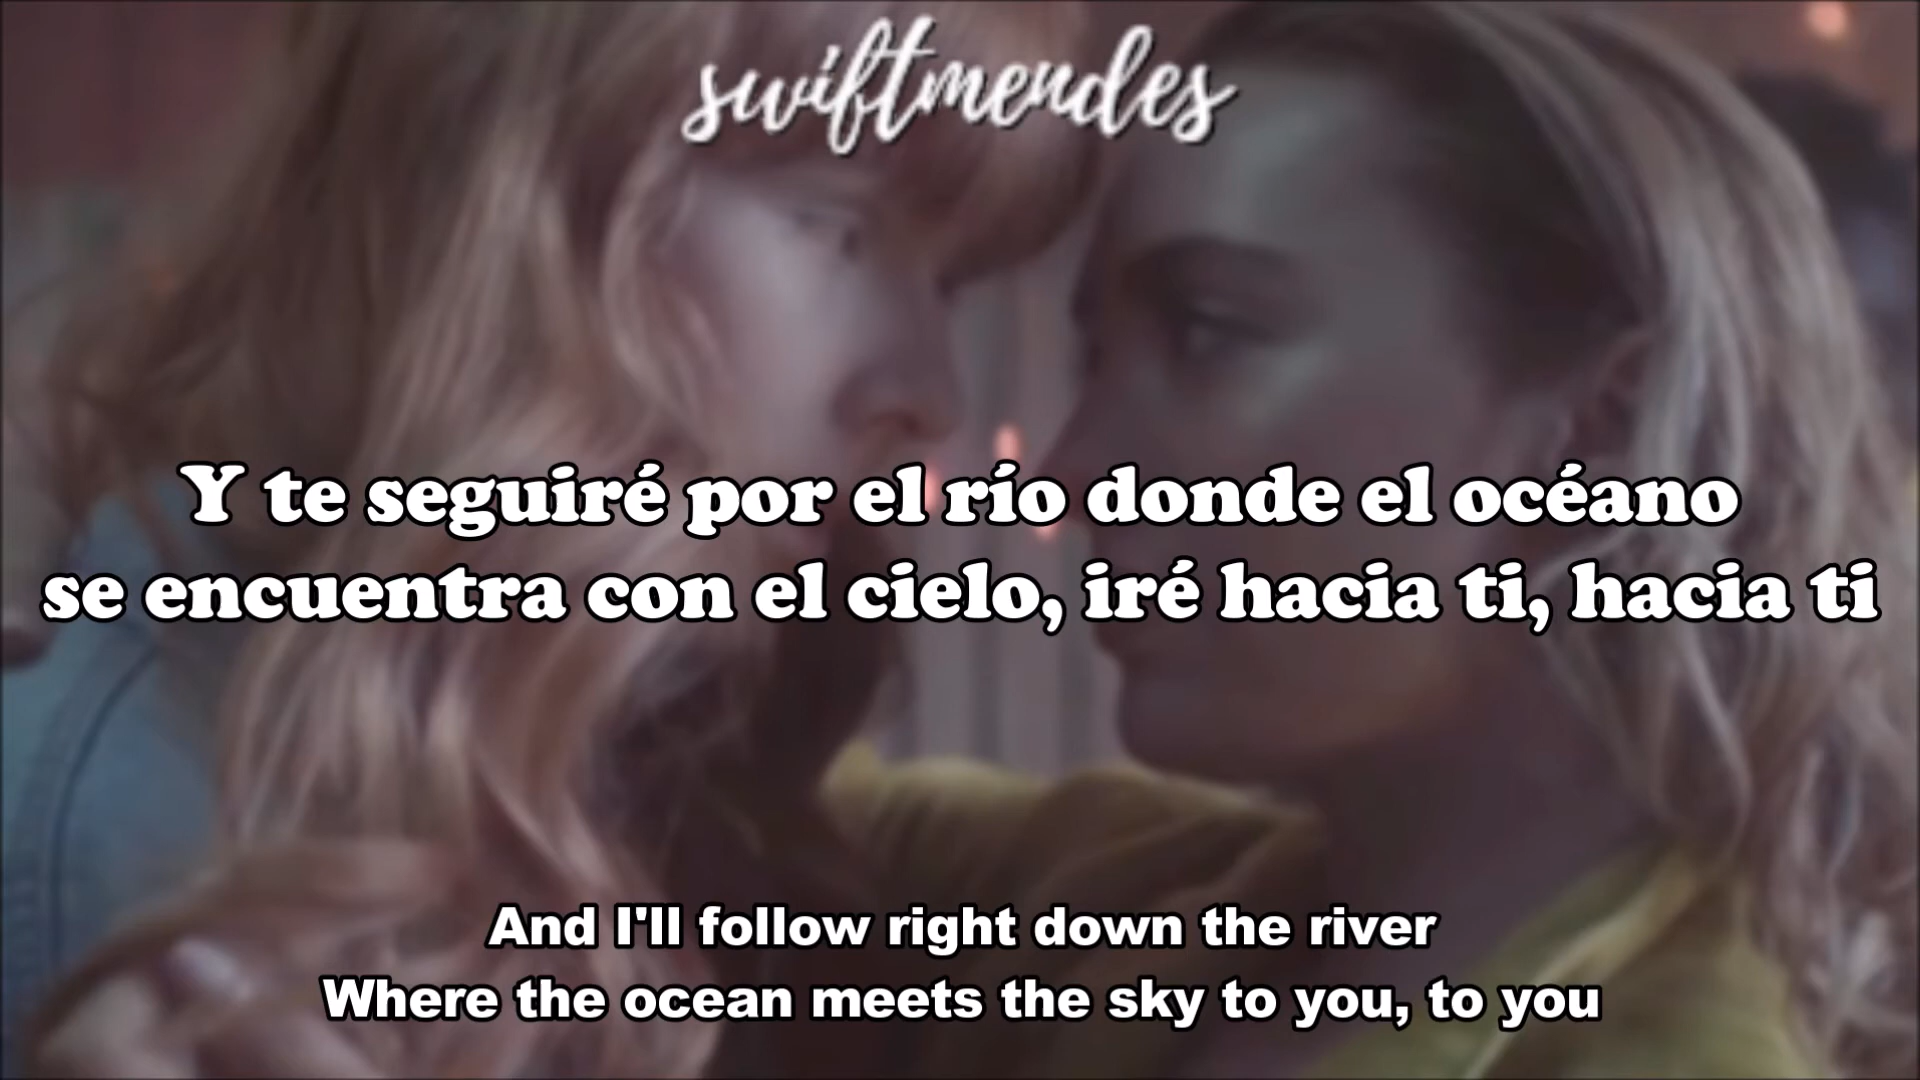 swiftmendes
Y te seguiré por el río donde el océano
se encuentra con el cielo, iré hacia ti, hacia ti
And I'll follow right down the river
Where the ocean meets the sky to you, to you